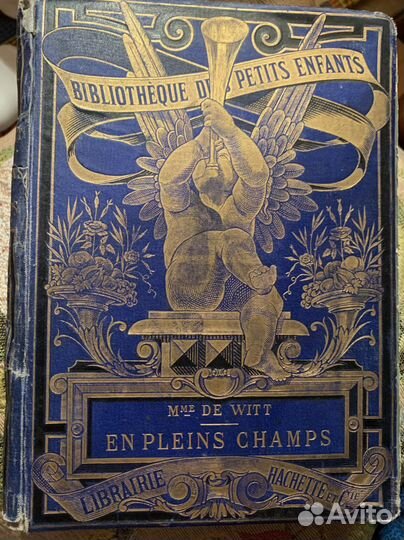 BIBLIOTHÈQUE DES PETITS ENFANTS
MME DE WITT
EN PLEINS CHAMPS
LIBRAIRIE HACHETTE ET CIE
Avito